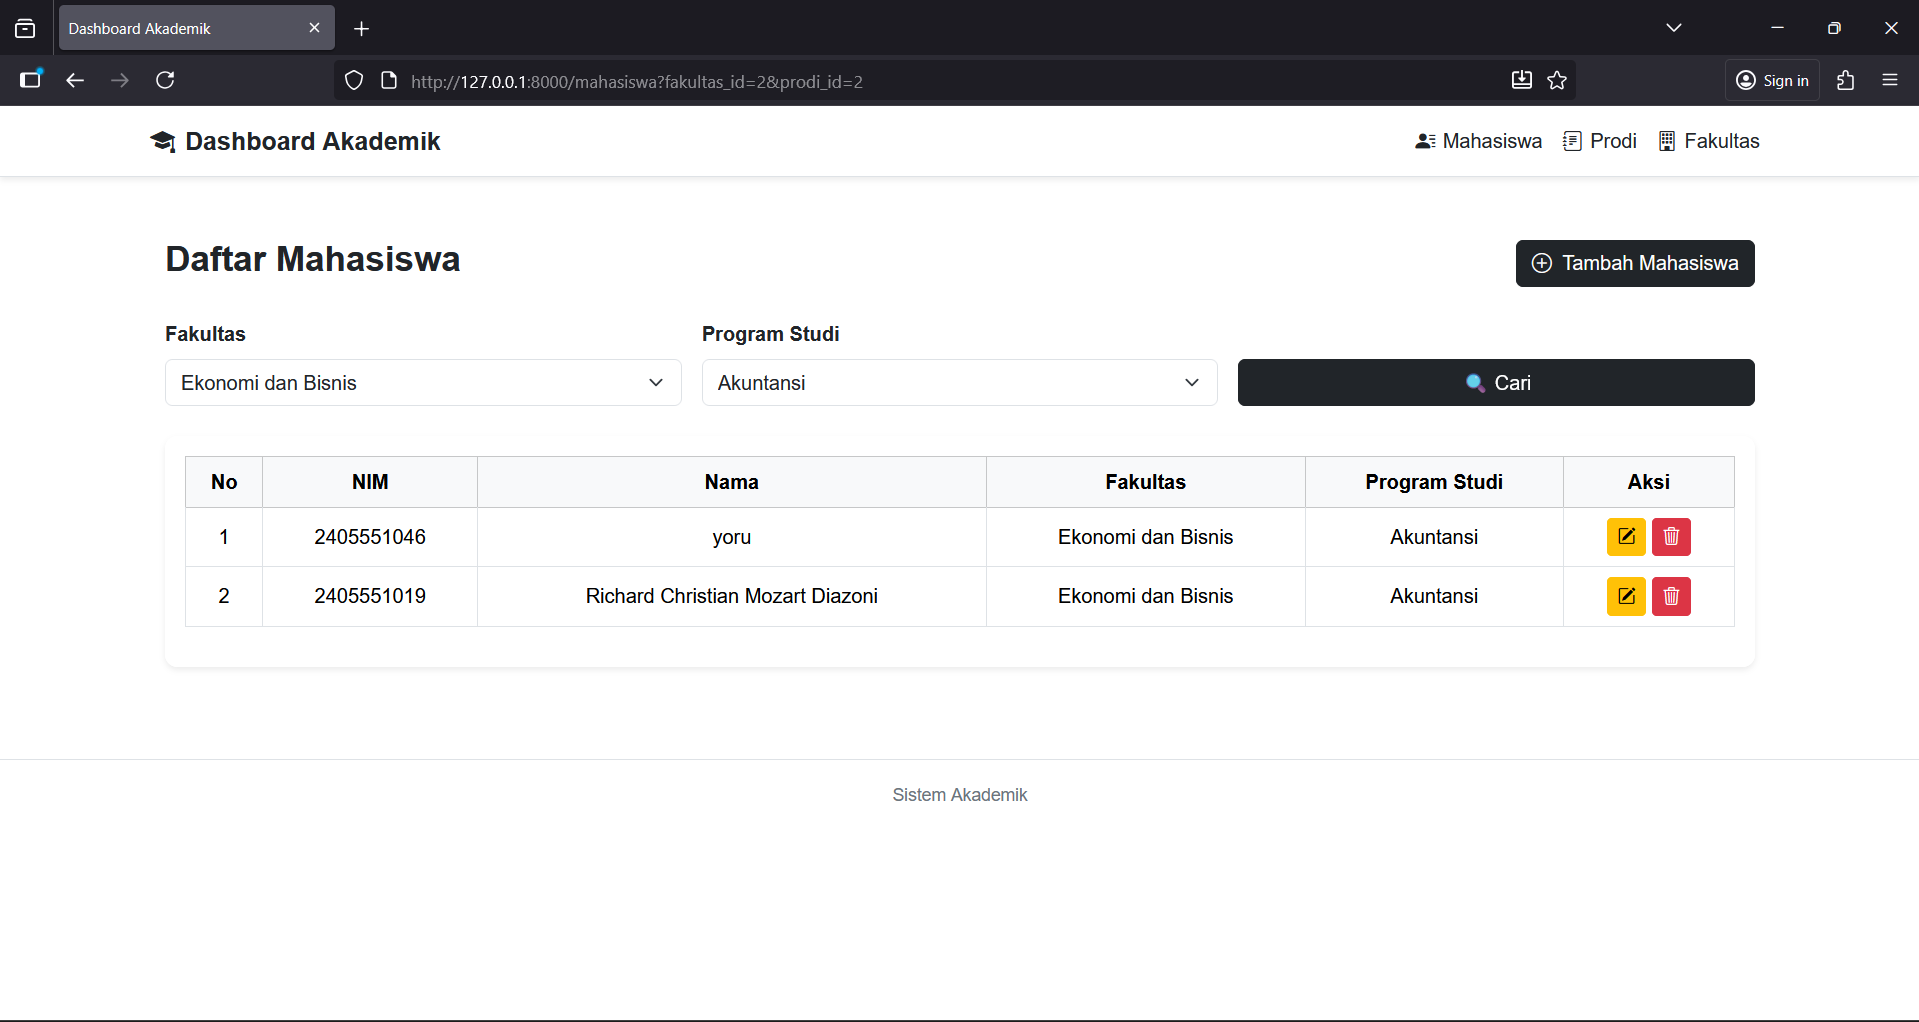 Dashboard Akademik
http://127.0.0.1:8000/mahasiswa?fakultas_id=2&prodi_id=2
Sign in
Dashboard Akademik
Mahasiswa Prodi Fakultas
Daftar Mahasiswa
Tambah Mahasiswa
Fakultas Program Studi
Ekonomi dan Bisnis Akuntansi Cari
No NIM Nama Fakultas Program Studi Aksi
1 2405551046 yoru Ekonomi dan Bisnis Akuntansi
2 2405551019 Richard Christian Mozart Diazoni Ekonomi dan Bisnis Akuntansi
Sistem Akademik